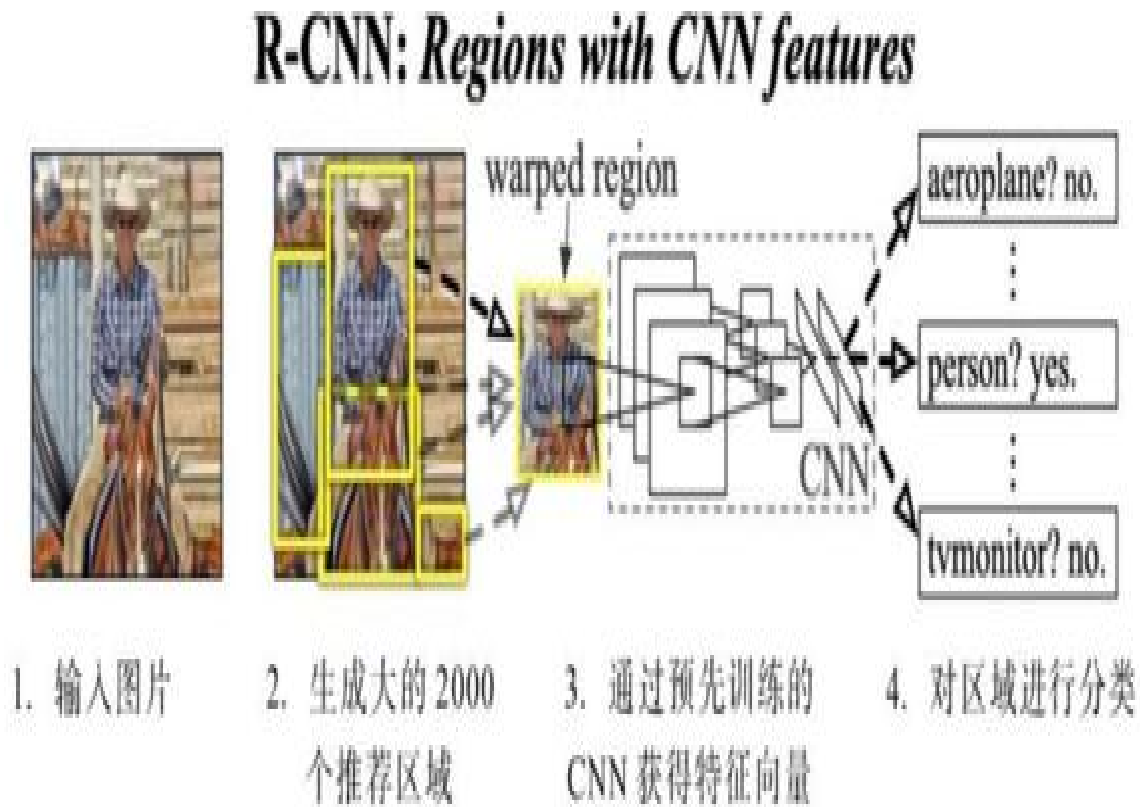 R-CNN: Regions with CNN features
warped region
aeroplane? no.
person? yes.
CNN
tvmonitor? no.
1. 输入图片
2. 生成大的 2000
个推荐区域
3. 通过预先训练的
CNN 获得特征向量
4. 对区域进行分类